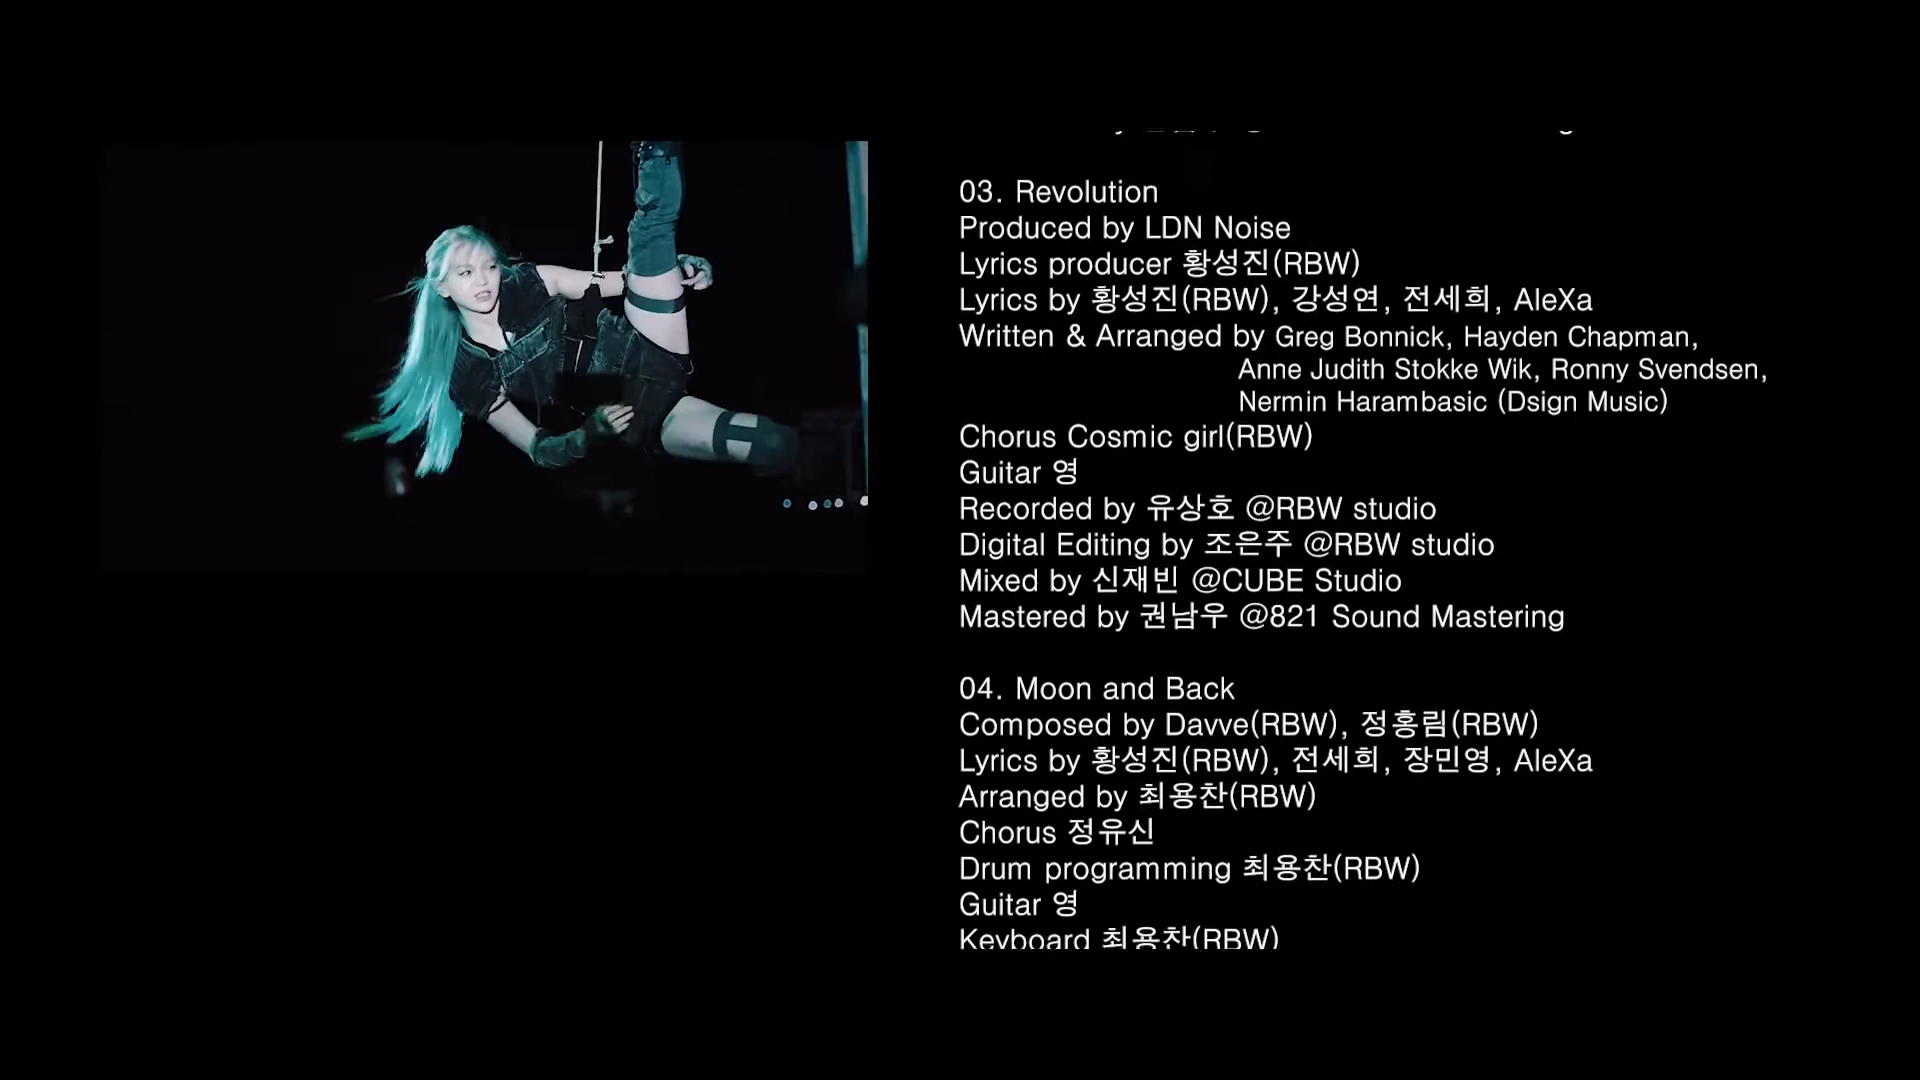 03. Revolution
Produced by LDN Noise
Lyrics producer 황성진(RBW)
Lyrics by 황성진(RBW), 강성연, 전세희, AleXa
Written & Arranged by Greg Bonnick, Hayden Chapman,
Anne Judith Stokke Wik, Ronny Svendsen,
Nermin Harambasic (Dsign Music)
Chorus Cosmic girl(RBW)
Guitar 영
Recorded by 유상호 @RBW studio
Digital Editing by 조은주 @RBW studio
Mixed by 신재빈 @CUBE Studio
Mastered by 권남우 @821 Sound Mastering
04. Moon and Back
Composed by Davve(RBW), 정홍림(RBW)
Lyrics by 황성진(RBW), 전세희, 장민영, AleXa
Arranged by 최용찬(RBW)
Chorus 정유신
Drum programming 최용찬(RBW)
Guitar 영
Keyboard 최용찬(RBW)